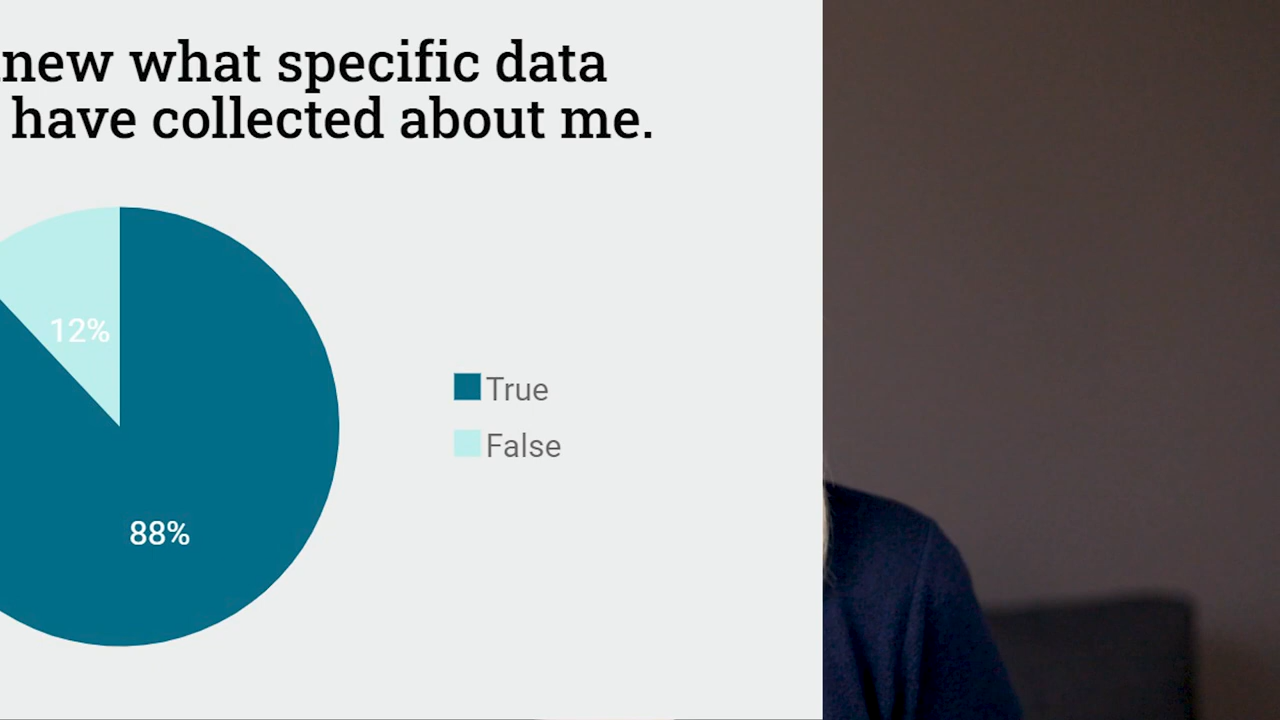 new what specific data
have collected about me.
12%
True
False
88%